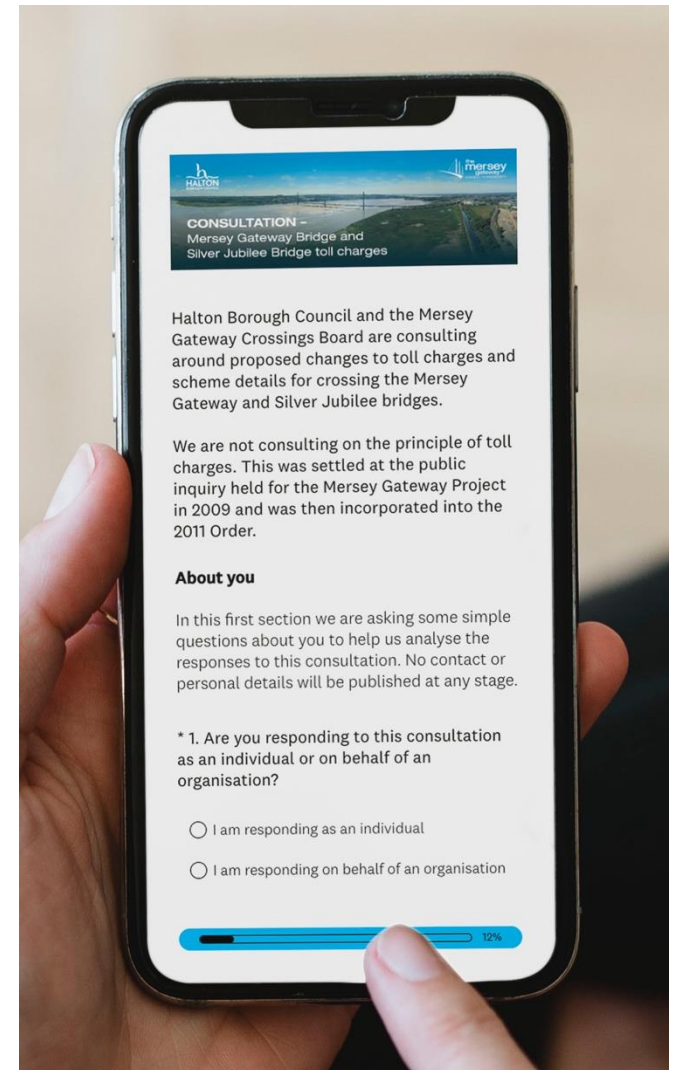 HALTON
BOROUGH COUNCIL
the
mersey
gateway
CONSULTATION –
Mersey Gateway Bridge and
Silver Jubilee Bridge toll charges
Halton Borough Council and the Mersey
Gateway Crossings Board are consulting
around proposed changes to toll charges and
scheme details for crossing the Mersey
Gateway and Silver Jubilee bridges.
We are not consulting on the principle of toll
charges. This was settled at the public
inquiry held for the Mersey Gateway Project
in 2009 and was then incorporated into the
2011 Order.
About you
In this first section we are asking some simple
questions about you to help us analyse the
responses to this consultation. No contact or
personal details will be published at any stage.
* 1. Are you responding to this consultation
as an individual or on behalf of an
organisation?
I am responding as an individual
I am responding on behalf of an organisation
12%